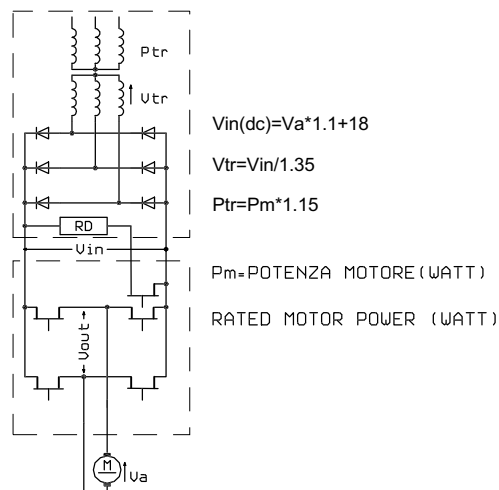 Ptr
Vtr
Vin(dc)=Va*1.1+18
Vtr=Vin/1.35
Ptr=Pm*1.15
RD
Vin
Pm=POTENZA MOTORE(WATT)
RATED MOTOR POWER (WATT)
Vout
M
Va